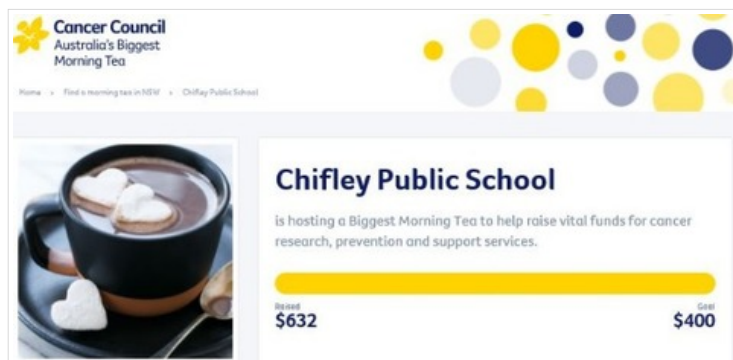 Cancer Council
Australia's Biggest
Morning Tea
Home > Find a morning tea in NSW > Chifley Public School
Chifley Public School
is hosting a Biggest Morning Tea to help raise vital funds for cancer
research, prevention and support services.
Raised Goal
$632 $400